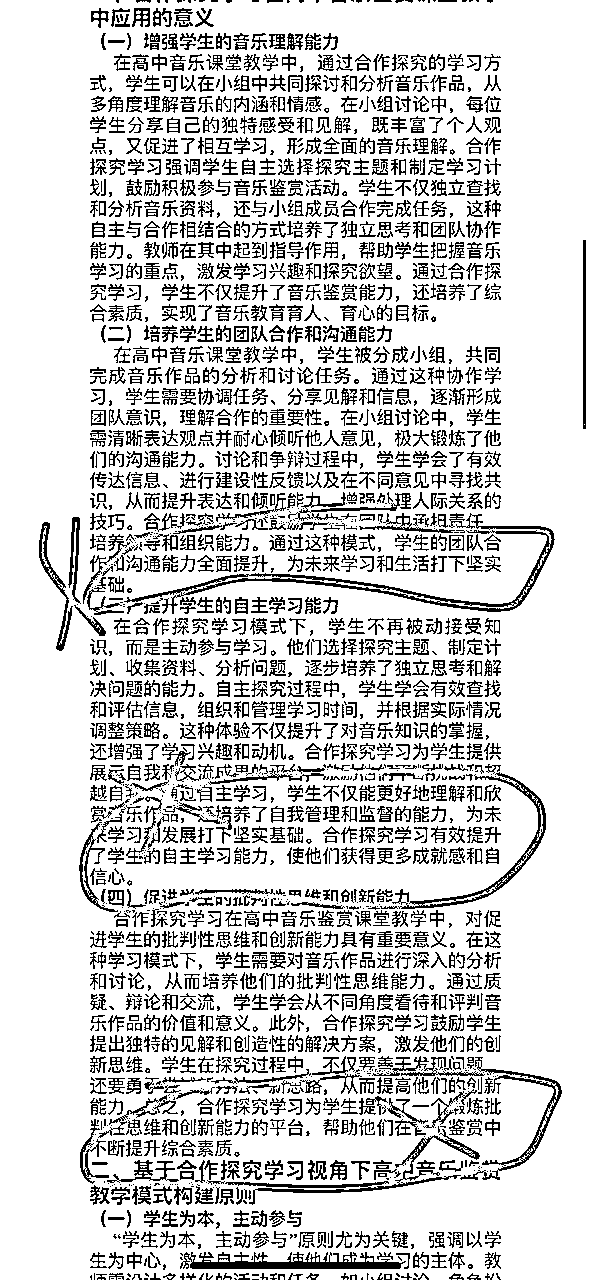 中应用的意义
（一）增强学生的音乐理解能力
在高中音乐课堂教学中，通过合作探究的学习方
式，学生可以在小组中共同探讨和分析音乐作品，从
多角度理解音乐的内涵和情感。在小组讨论中，每位
学生分享自己的独特感受和见解，既丰富了个人观
点，又促进了相互学习，形成全面的音乐理解。合作
探究学习强调学生自主选择探究主题和制定学习计
划，鼓励积极参与音乐鉴赏活动。学生不仅独立查找
和分析音乐资料，还与小组成员合作完成任务，这种
自主与合作相结合的方式培养了独立思考和团队协作
能力。教师在其中起到指导作用，帮助学生把握音乐
学习的重点，激发学习兴趣和探究欲望。通过合作探
究学习，学生不仅提升了音乐鉴赏能力，还培养了综
合素质，实现了音乐教育育人、育心的目标。
（二）培养学生的团队合作和沟通能力
在高中音乐课堂教学中，学生被分成小组，共同
完成音乐作品的分析和讨论任务。通过这种协作学
习，学生需要协调任务、分享见解和信息，逐渐形成
团队意识，理解合作的重要性。在小组讨论中，学生
需清晰表达观点并耐心倾听他人意见，极大锻炼了他
们的沟通能力。讨论和争辩过程中，学生学会了有效
传达信息、进行建设性反馈以及在不同意见中寻找共
识，从而提升表达和倾听能力，增强处理人际关系的
技巧。合作探究学习还鼓励学生在团队中承担责任，
培养领导和组织能力。通过这种模式，学生的团队合
作和沟通能力全面提升，为未来学习和生活打下坚实
基础。
（三）提升学生的自主学习能力
在合作探究学习模式下，学生不再被动接受知
识，而是主动参与学习。他们选择探究主题、制定计
划、收集资料、分析问题，逐步培养了独立思考和解
决问题的能力。自主探究过程中，学生学会有效查找
和评估信息，组织和管理学习时间，并根据实际情况
调整策略。这种体验不仅提升了对音乐知识的掌握，
还增强了学习兴趣和动机。合作探究学习为学生提供
展示自我和交流成果的平台，激励他们不断挑战和超
越自我。通过自主学习，学生不仅能更好地理解和欣
赏音乐作品，还培养了自我管理和监督的能力，为未
来学习和发展打下坚实基础。合作探究学习有效提升
了学生的自主学习能力，使他们获得更多成就感和自
信心。
（四）促进学生的批判性思维和创新能力
合作探究学习在高中音乐鉴赏课堂教学中，对促
进学生的批判性思维和创新能力具有重要意义。在这
种学习模式下，学生需要对音乐作品进行深入的分析
和讨论，从而培养他们的批判性思维能力。通过质
疑、辩论和交流，学生学会从不同角度看待和评判音
乐作品的价值和意义。此外，合作探究学习鼓励学生
提出独特的见解和创造性的解决方案，激发他们的创
新思维。学生在探究过程中，不仅要善于发现问题，
还要勇于新思路，从而提高他们的创新
能力。总之，合作探究学习为学生提供了一个锻炼批
判性思维和创新能力的平台，帮助他们在音乐鉴赏中
不断提升综合素质。
二、基于合作探究学习视角下高中音乐鉴赏
教学模式构建原则
（一）学生为本，主动参与
“学生为本，主动参与”原则尤为关键，强调以学
生为中心，激发自主性，使他们成为学习的主体。教